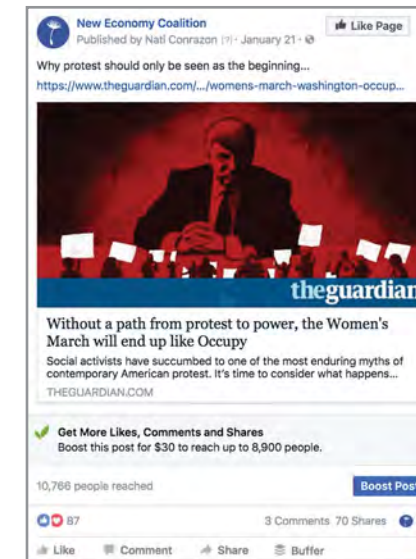 New Economy Coalition
Like Page
Published by Nati Conrazon [?] · January 21 ·
Why protest should only be seen as the beginning...
https://www.theguardian.com/.../womens-march-washington-occup...
theguardian
Without a path from protest to power, the Women's
March will end up like Occupy
Social activists have succumbed to one of the most enduring myths of
contemporary American protest. It's time to consider what happens...
THEGUARDIAN.COM
Get More Likes, Comments and Shares
Boost this post for $30 to reach up to 8,900 people.
10,766 people reached
Boost Post
87
3 Comments 70 Shares
Like Comment Share Buffer